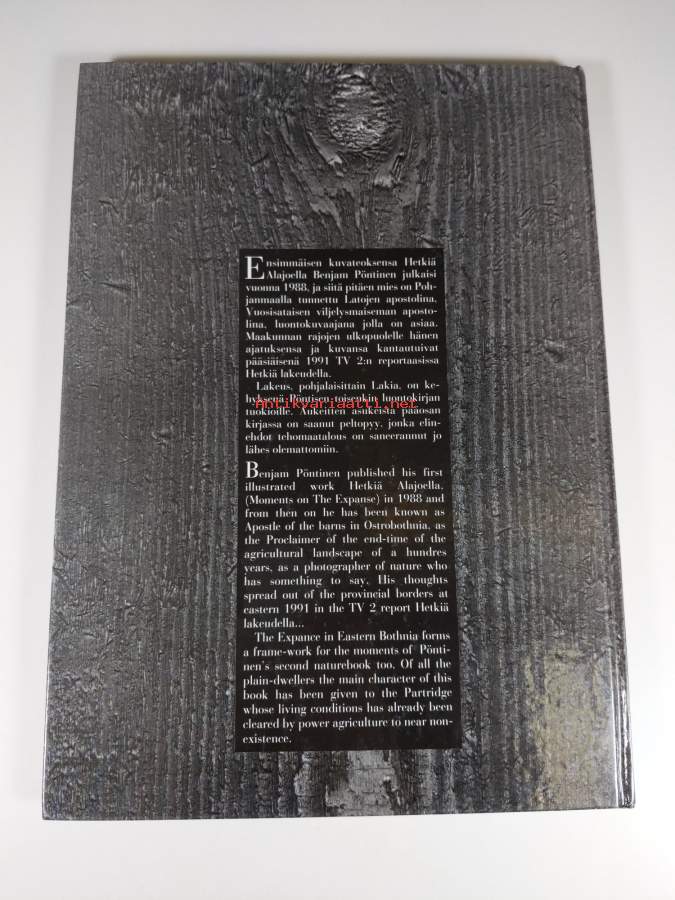 Ensimmäisen kuvateoksensa Hetkiä
Alajoella Benjam Pöntinen julkaisi
vuonna 1988, ja siitä pitäen mies on Poh-
janmaalla tunnettu Latojen apostolina,
Vuosisataisen viljelysmaiseman aposto-
lina, luontokuvaajana jolla on asiaa.
Maakunnan rajojen ulkopuolelle hänen
ajatuksensa ja kuvansa kantautuivat
pääsiäisenä 1991 TV 2:n reportaasissa
Hetkiä lakeudella.
Lakeus, pohjalaisittain Lakia, on ke-
hyksenä Pöntisen toisenkin luontokirjan
Antikvariaatti.net
tuokioille. Aukeitten asukeista pääosan
kirjassa on saanut peltopyy, jonka elin-
ehdot tehomaatalous on saneerannut jo
lähes olemattomiin.
Benjam Pöntinen published his first
illustrated work Hetkiä Alajoella.
(Moments on The Expanse) in 1988 and
from then on he has been known as
Apostle of the barns in Ostrobothnia, as
the Proclaimer of the end-time of the
agricultural landscape of a hundres
years, as a photographer of nature who
has something to say. His thoughts
spread out of the provincial borders at
eastern 1991 in the TV 2 report Hetkiä
lakeudella...
The Expance in Eastern Bothnia forms
a frame-work for the moments of Pönti-
nen's second naturebook too. Of all the
plain-dwellers the main character of this
book has been given to the Partridge
whose living conditions has already been
cleared by power agriculture to near non-
existence.